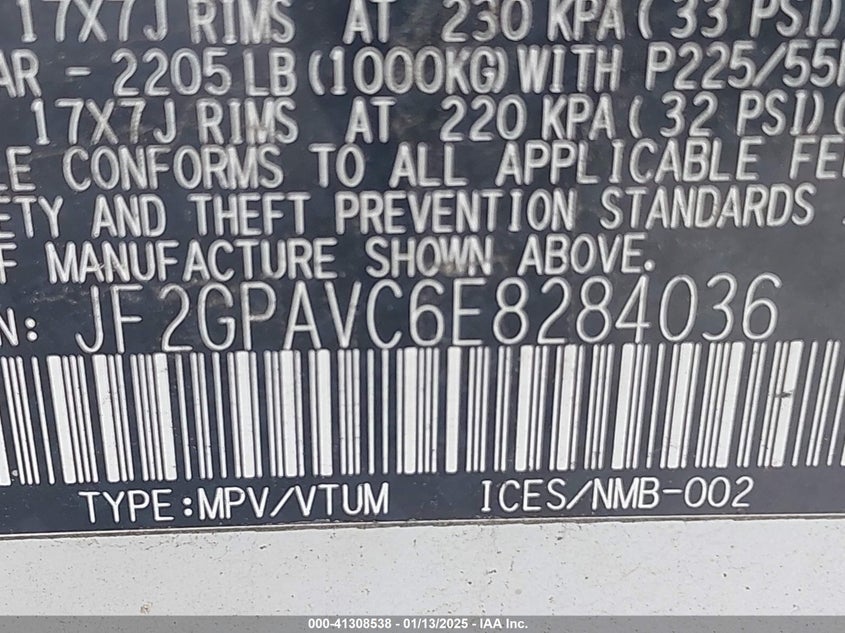 17X7J RIMS AT 230 KPA ( 33 PSI)
AR - 2205 LB (1000KG) WITH P225/55
17X7J RIMS AT 220 KPA ( 32 PSI) (
LE CONFORMS TO ALL APPLICABLE FE
ETY AND THEFT PREVENTION STANDARDS
F MANUFACTURE SHOWN ABOVE.
N: JF2GPAVC6E8284036
TYPE:MPV/VTUM ICES/NMB-002
000-41308538 - 01/13/2025 - IAA Inc.